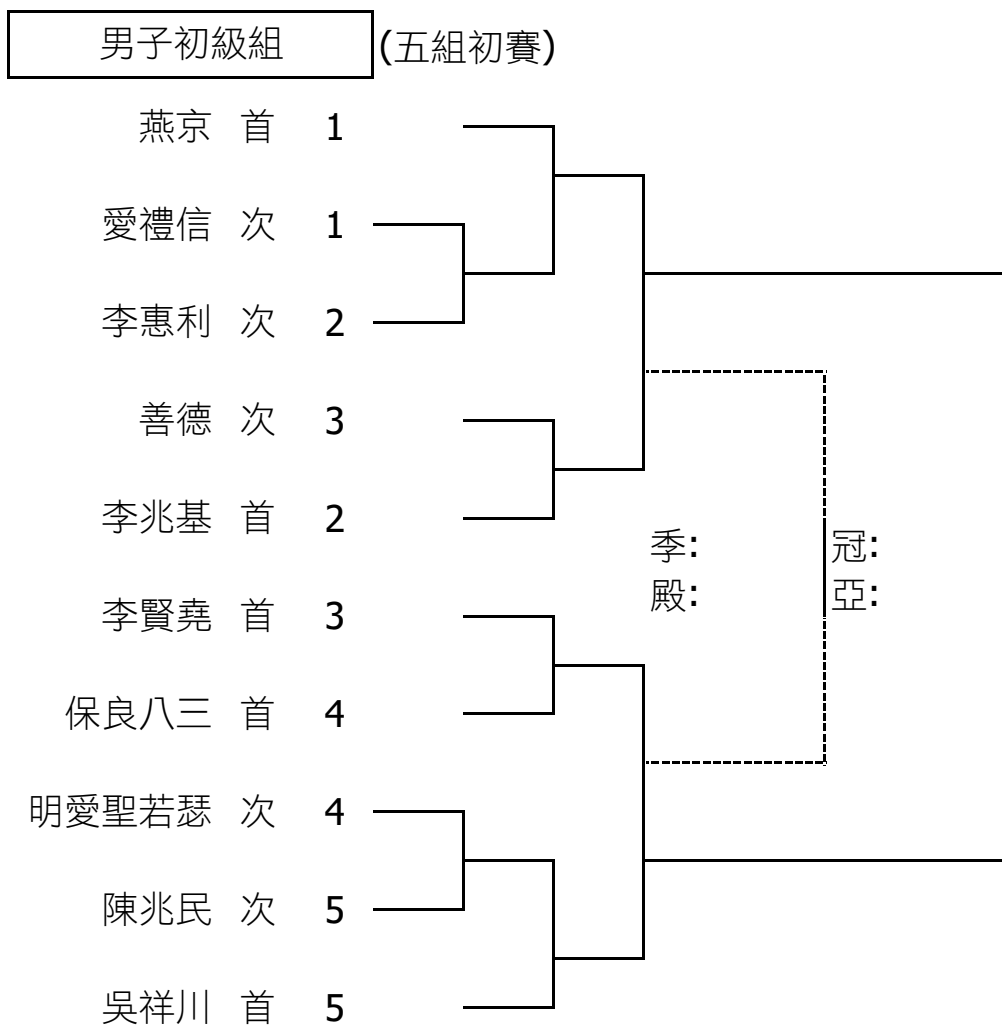 男子初級組 (五組初賽)
燕京 首 1
愛禮信 次 1
李惠利 次 2
善德 次 3
李兆基 首 2
季: 冠:
殿: 亞:
李賢堯 首 3
保良八三 首 4
明愛聖若瑟 次 4
陳兆民 次 5
吳祥川 首 5